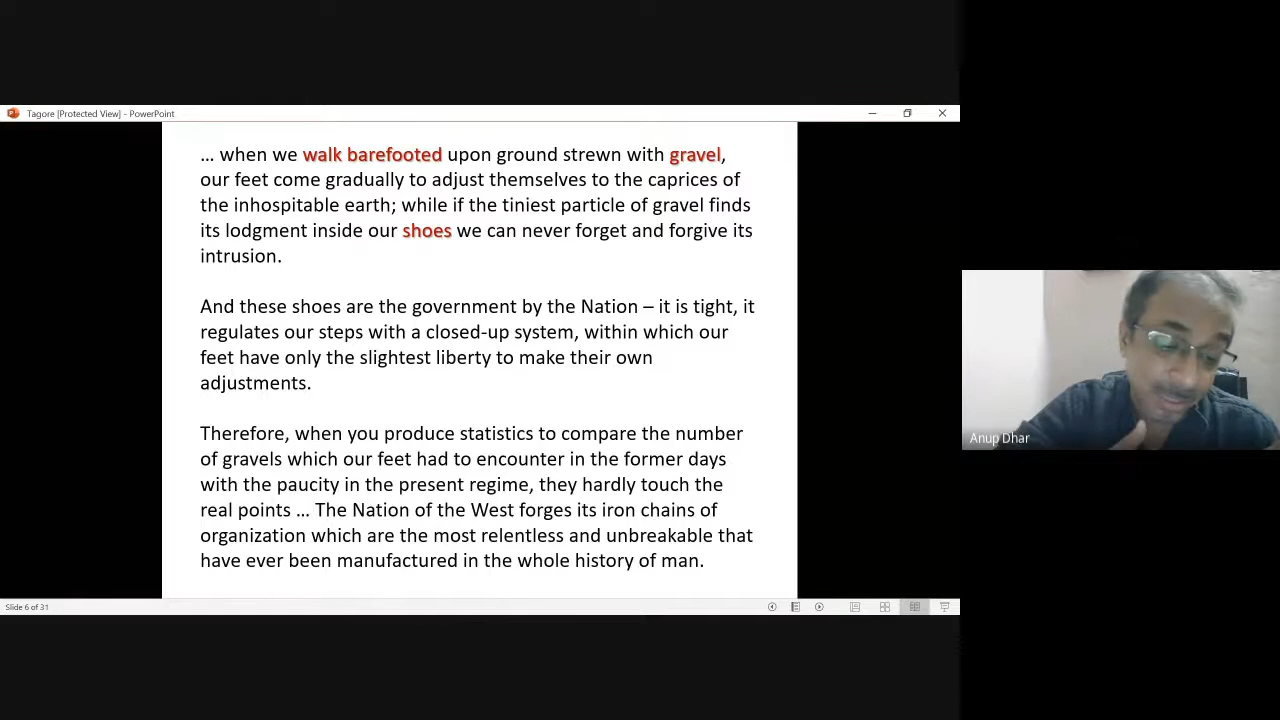 Tagore [Protected View] - PowerPoint
... when we walk barefooted upon ground strewn with gravel,
our feet come gradually to adjust themselves to the caprices of
the inhospitable earth; while if the tiniest particle of gravel finds
its lodgment inside our shoes we can never forget and forgive its
intrusion.
And these shoes are the government by the Nation – it is tight, it
regulates our steps with a closed-up system, within which our
feet have only the slightest liberty to make their own
adjustments.
Therefore, when you produce statistics to compare the number
of gravels which our feet had to encounter in the former days
with the paucity in the present regime, they hardly touch the
real points ... The Nation of the West forges its iron chains of
organization which are the most relentless and unbreakable that
have ever been manufactured in the whole history of man.
Slide 6 of 31
Anup Dhar